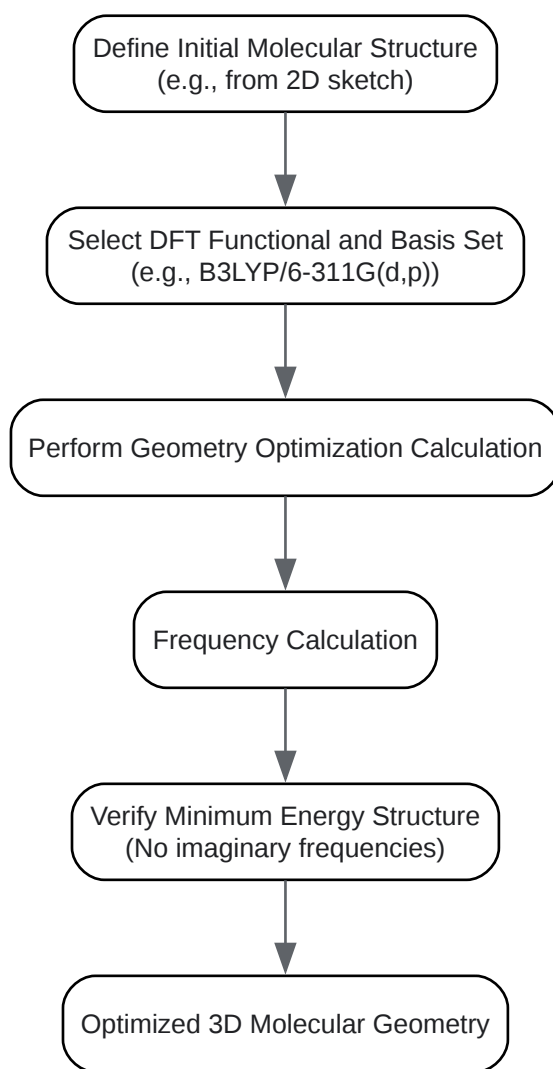 Define Initial Molecular Structure
(e.g., from 2D sketch)
Select DFT Functional and Basis Set
(e.g., B3LYP/6-311G(d,p))
Perform Geometry Optimization Calculation
Frequency Calculation
Verify Minimum Energy Structure
(No imaginary frequencies)
Optimized 3D Molecular Geometry